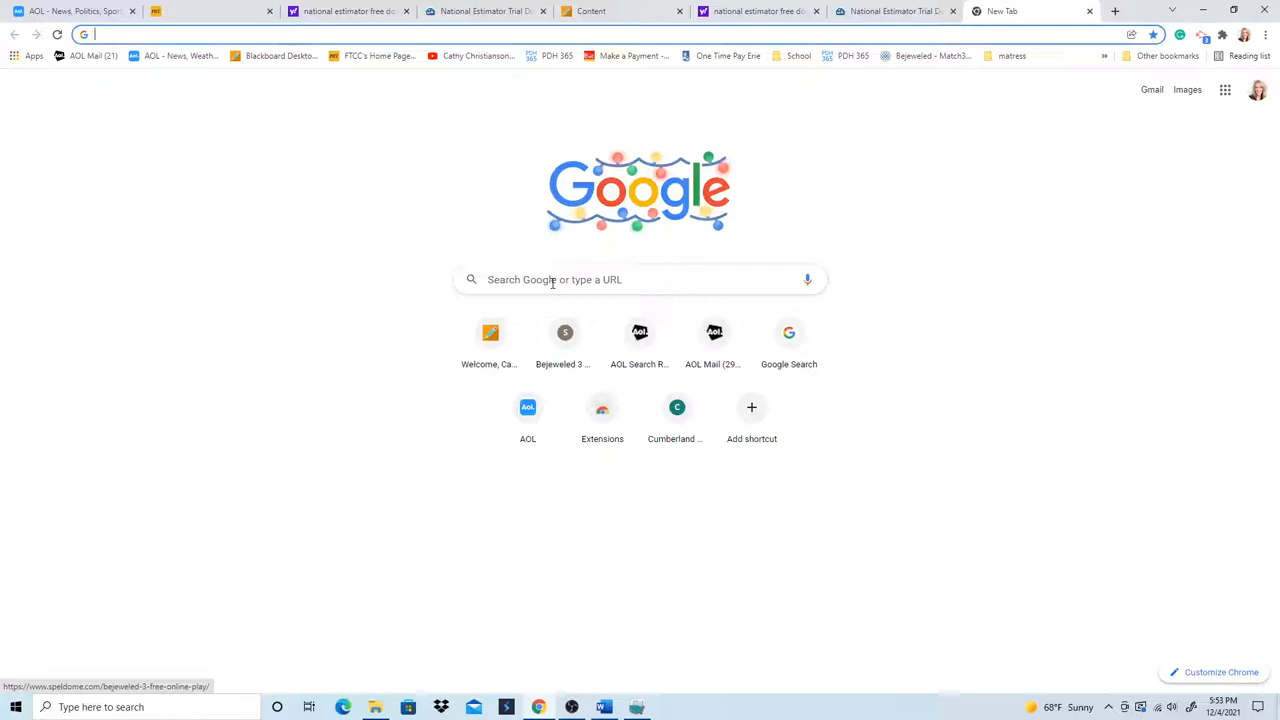 AOL - News, Politics, Sport
national estimator free do
National Estimator Trial Do
Content
national estimator free dow
National Estimator Trial Do
New Tab
Apps
AOL Mail (21)
AOL - News, Weath...
Blackboard Deskto...
FTCC's Home Page...
Cathy Christianson...
PDH 365
Make a Payment -...
One Time Pay Erie
School
PDH 365
Bejeweled - Match3...
matress
Other bookmarks
Reading list
Gmail
Images
Google
Search Google or type a URL
Welcome, Ca...
Bejeweled 3 ...
AOL Search R...
AOL Mail (29...
Google Search
AOL
Extensions
Cumberland ...
Add shortcut
Customize Chrome
https://www.speldome.com/bejeweled-3-free-online-play/
Type here to search
68°F Sunny
5:53 PM
12/4/2021